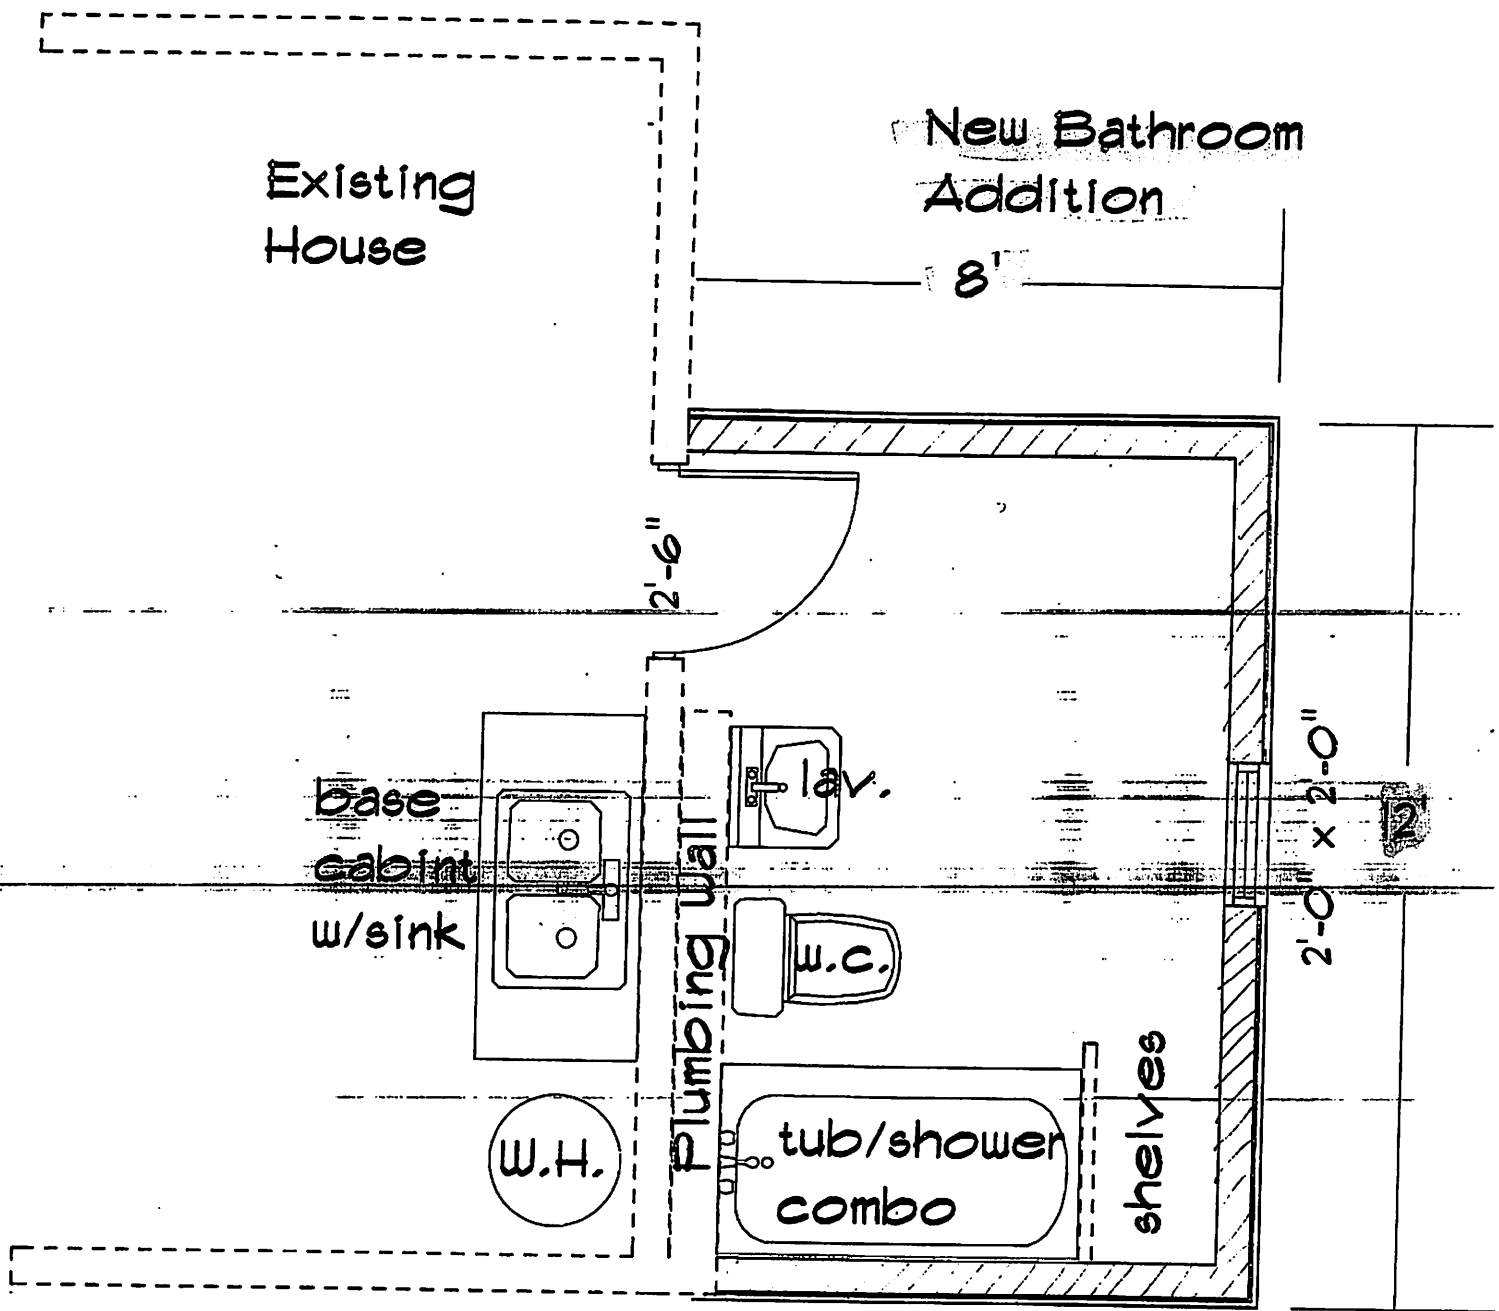 New Bathroom
Addition
Existing
House
8'
2'-6"
base
cabint
w/sink
Plumbing wall
lav.
w.c.
2'-0" x 2'-0"
12'
W.H.
tub/shower
combo
shelves